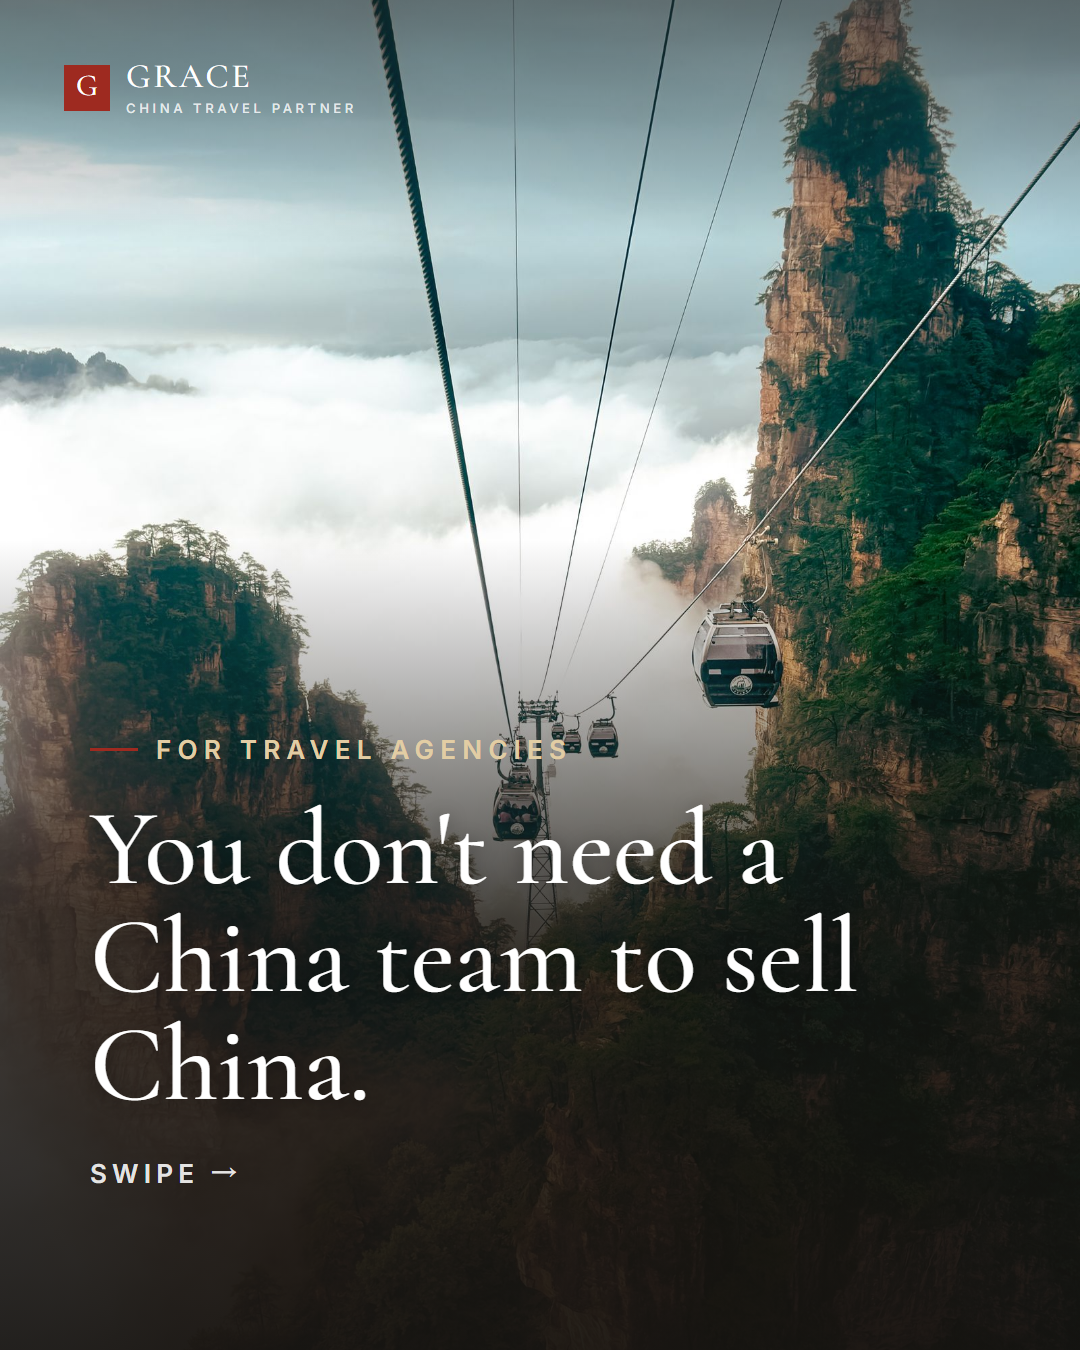 G
GRACE
CHINA TRAVEL PARTNER
FOR TRAVEL AGENCIES
You don't need a
China team to sell
China.
SWIPE →